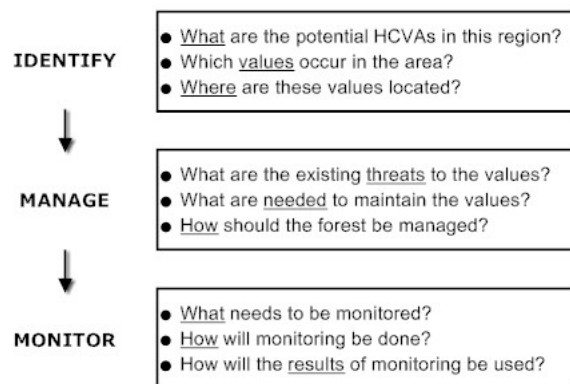 IDENTIFY
● What are the potential HCVAs in this region?
● Which values occur in the area?
● Where are these values located?
MANAGE
● What are the existing threats to the values?
● What are needed to maintain the values?
● How should the forest be managed?
MONITOR
● What needs to be monitored?
● How will monitoring be done?
● How will the results of monitoring be used?